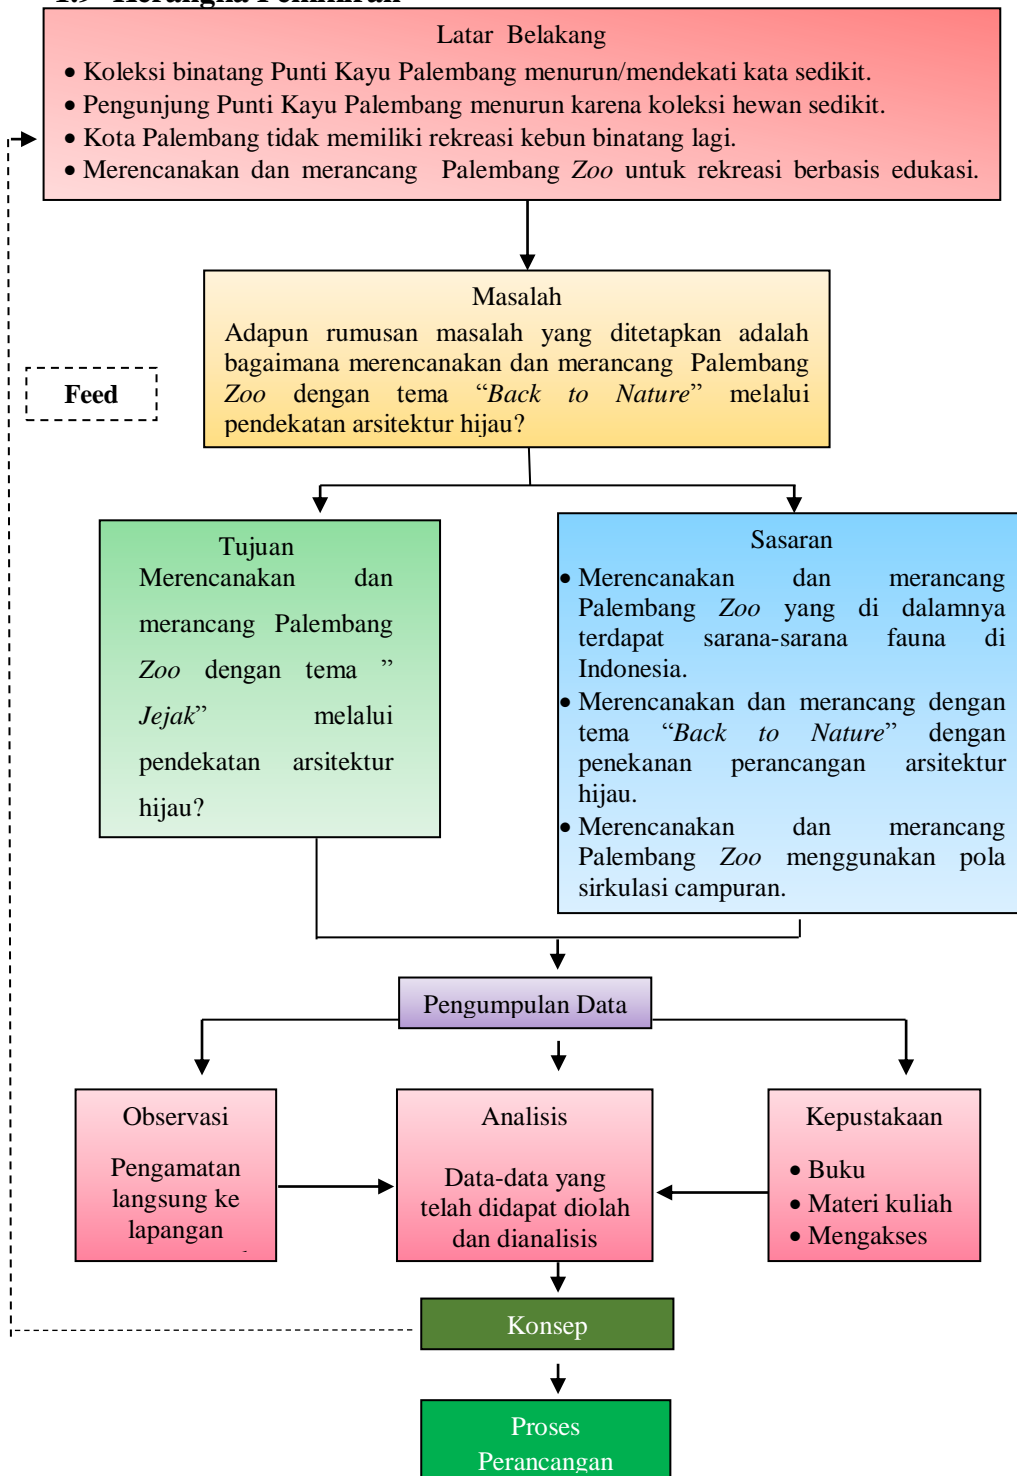 1.9 Kerangka Pemikiran
Latar Belakang
• Koleksi binatang Punti Kayu Palembang menurun/mendekati kata sedikit.
• Pengunjung Punti Kayu Palembang menurun karena koleksi hewan sedikit.
• Kota Palembang tidak memiliki rekreasi kebun binatang lagi.
• Merencanakan dan merancang Palembang Zoo untuk rekreasi berbasis edukasi.
Masalah
Adapun rumusan masalah yang ditetapkan adalah
bagaimana merencanakan dan merancang Palembang
Zoo dengan tema “Back to Nature” melalui
pendekatan arsitektur hijau?
Feed
Tujuan
Merencanakan dan
merancang Palembang
Zoo dengan tema ”
Jejak” melalui
pendekatan arsitektur
hijau?
Sasaran
• Merencanakan dan merancang
Palembang Zoo yang di dalamnya
terdapat sarana-sarana fauna di
Indonesia.
• Merencanakan dan merancang dengan
tema “Back to Nature” dengan
penekanan perancangan arsitektur
hijau.
• Merencanakan dan merancang
Palembang Zoo menggunakan pola
sirkulasi campuran.
Pengumpulan Data
Observasi
Pengamatan
langsung ke
lapangan
Analisis
Data-data yang
telah didapat diolah
dan dianalisis
Kepustakaan
• Buku
• Materi kuliah
• Mengakses
Konsep
Proses
Perancangan